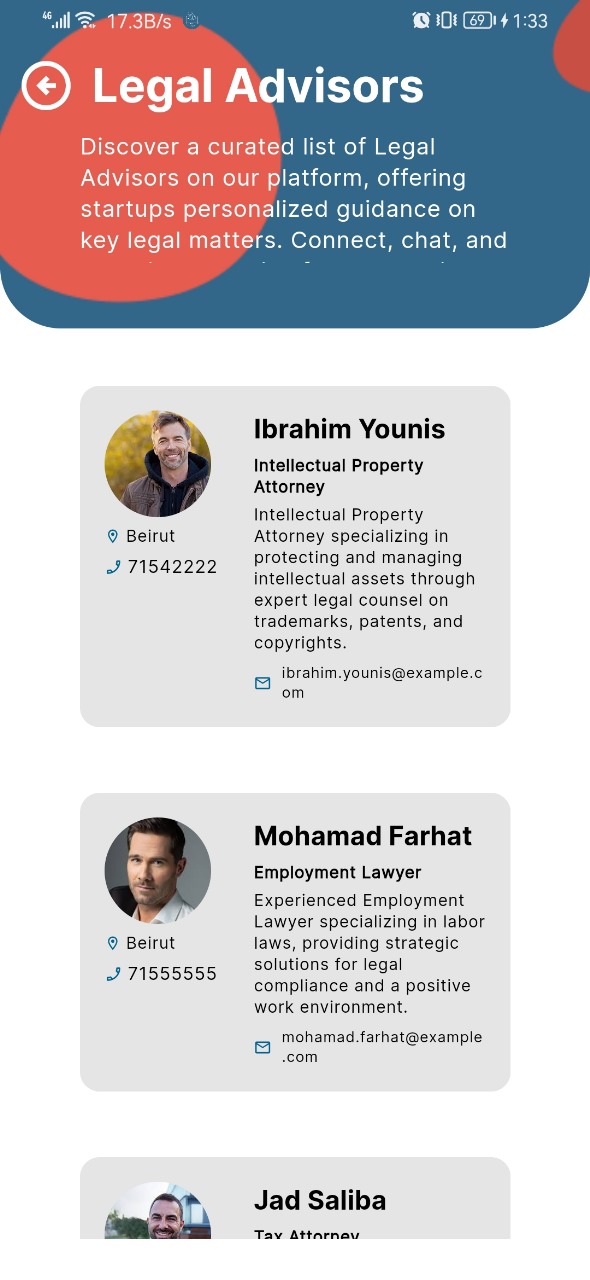 4G 17.3B/s 69 1:33
Legal Advisors
Discover a curated list of Legal
Advisors on our platform, offering
startups personalized guidance on
key legal matters. Connect, chat, and
Ibrahim Younis
Intellectual Property
Attorney
Intellectual Property
Attorney specializing in
protecting and managing
intellectual assets through
expert legal counsel on
trademarks, patents, and
copyrights.
ibrahim.younis@example.c
om
Beirut
71542222
Mohamad Farhat
Employment Lawyer
Experienced Employment
Lawyer specializing in labor
laws, providing strategic
solutions for legal
compliance and a positive
work environment.
mohamad.farhat@example
.com
Beirut
71555555
Jad Saliba
Tax Attorney